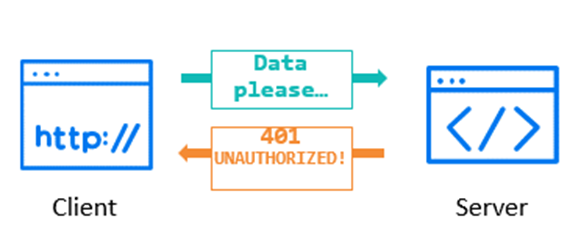 Data
please…
http://
401
UNAUTHORIZED!
</>
Client
Server